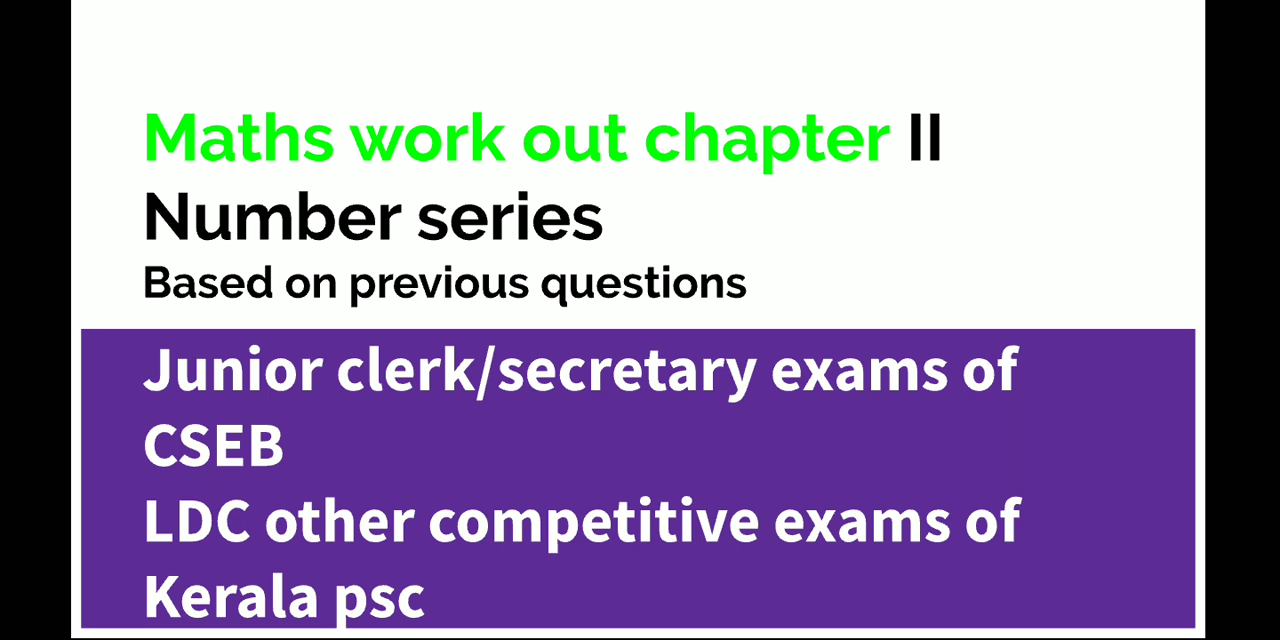 Maths work out chapter II
Number series
Based on previous questions
Junior clerk/secretary exams of
CSEB
LDC other competitive exams of
Kerala psc